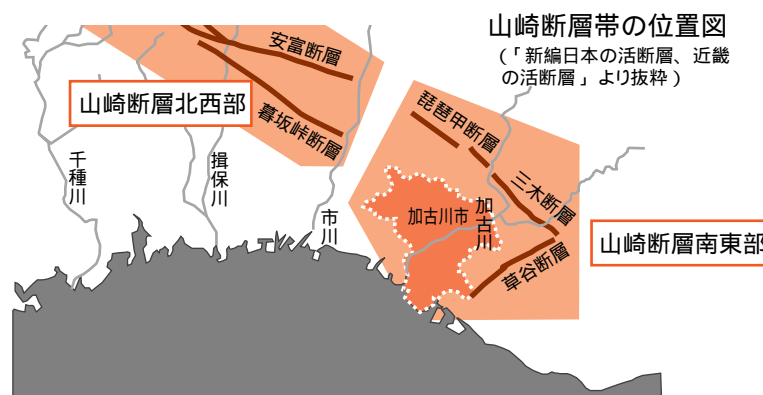 山崎断層帯の位置図
(「新編日本の活断層、近畿
の活断層」より抜粋)
安富断層
山崎断層北西部
暮坂峠断層
琵琶甲断層
千種川
揖保川
市川
加古川市
加古川
三木断層
山崎断層南東部
草谷断層